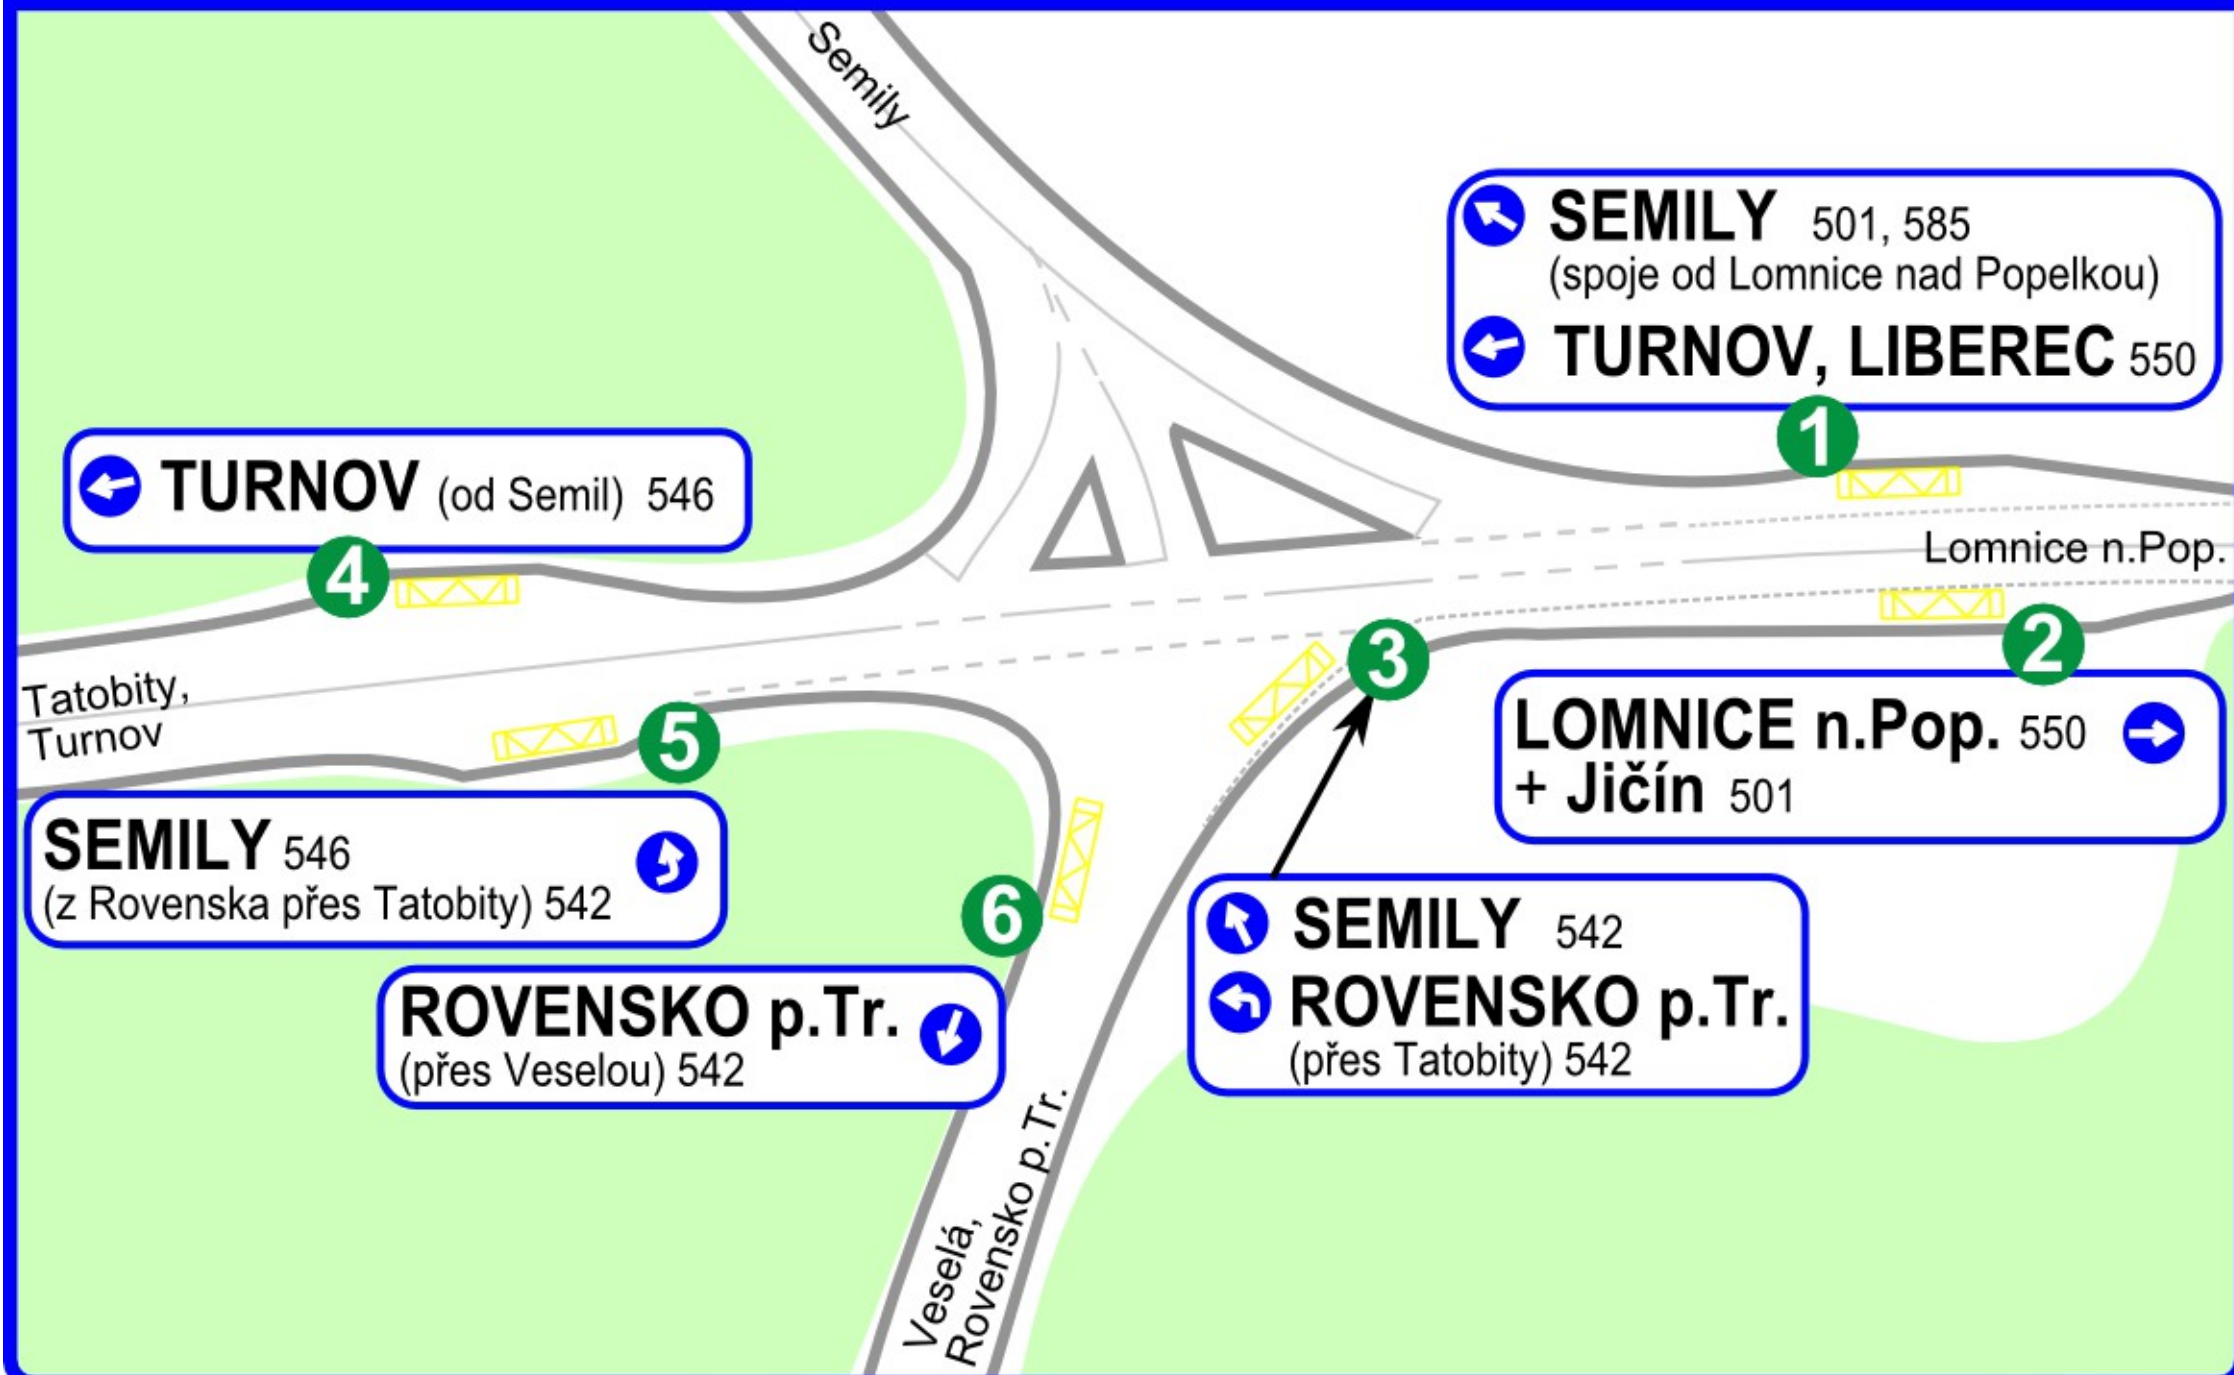 Semily
SEMILY 501, 585
(spoje od Lomnice nad Popelkou)
TURNOV, LIBEREC 550
1
TURNOV (od Semil) 546
4
Lomnice n.Pop.
2
3
LOMNICE n.Pop. 550
+ Jičín 501
Tatobity,
Turnov
5
SEMILY 546
(z Rovenska přes Tatobity) 542
6
SEMILY 542
ROVENSKO p.Tr.
(přes Tatobity) 542
ROVENSKO p.Tr.
(přes Veselou) 542
Veselá,
Rovensko p.Tr.